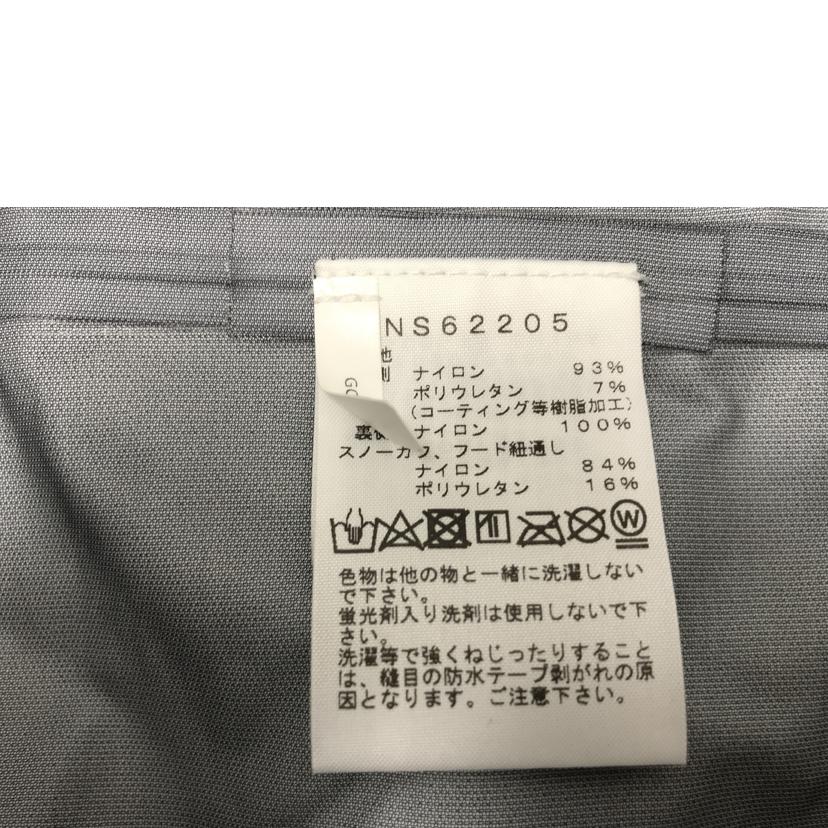 NS62205
GO
地
側 ナイロン 93%
ポリウレタン 7%
(コーティング等樹脂加工)
裏側 ナイロン 100%
スノーカフ、フード紐通し
ナイロン 84%
ポリウレタン 16%
W
色物は他の物と一緒に洗濯しない
で下さい。
蛍光剤入り洗剤は使用しないで下
さい。
洗濯等で強くねじったりすること
は、縫目の防水テープ剥がれの原
因となります。ご注意下さい。